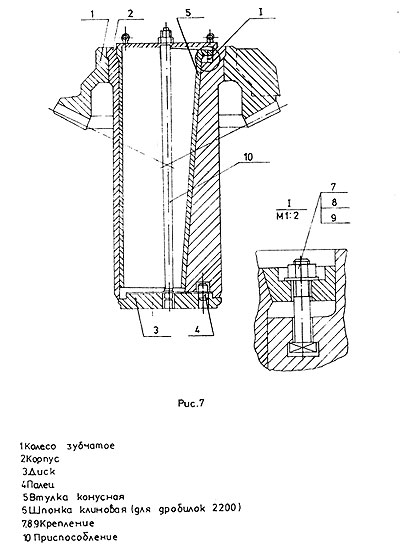 1
2
5
I
10
I
М1:2
7
8
9
3
4
Рис.7
1Колесо зубчатое
2Корпус
3Диск
4Палец
5Втулка конусная
6Шпонка клиновая (для дробилок 2200)
7,8,9Крепление
10 Приспособление